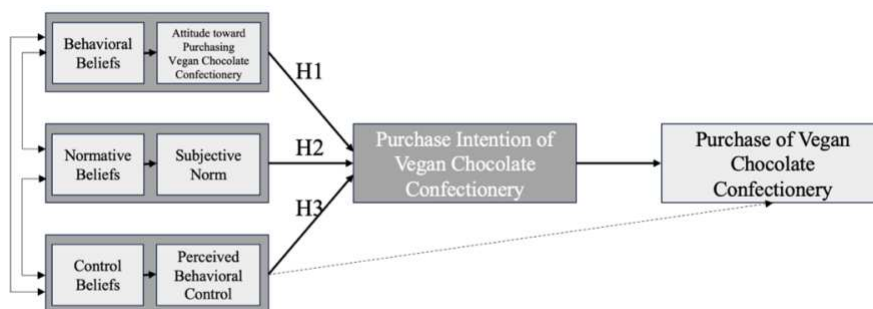 Behavioral
Beliefs
Attitude toward
Purchasing
Vegan Chocolate
Confectionery
H1
Normative
Beliefs
Subjective
Norm
H2
Purchase Intention of
Vegan Chocolate
Confectionery
Purchase of Vegan
Chocolate
Confectionery
H3
Control
Beliefs
Perceived
Behavioral
Control